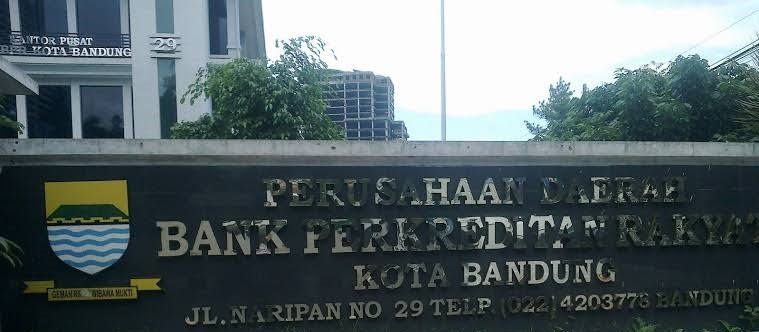 KANTOR PUSAT
BPR KOTA BANDUNG
29
PERUSAHAAN DAERAH
BANK PERKREDITAN RAKYAT
KOTA BANDUNG
JL. NARIPAN NO 29 TELP. (022) 4203778 BANDUNG
GEMAH RIPAH WIBAWA MUKTI